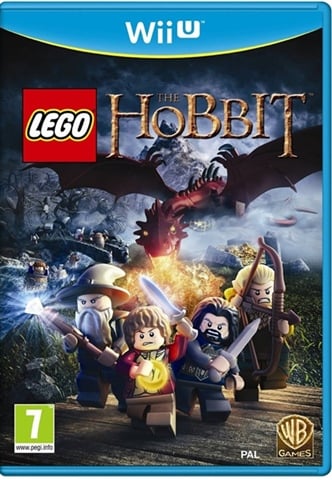 Wii U
LEGO
THE
HOBBIT
7
www.pegi.info
PAL
WB
GAMES